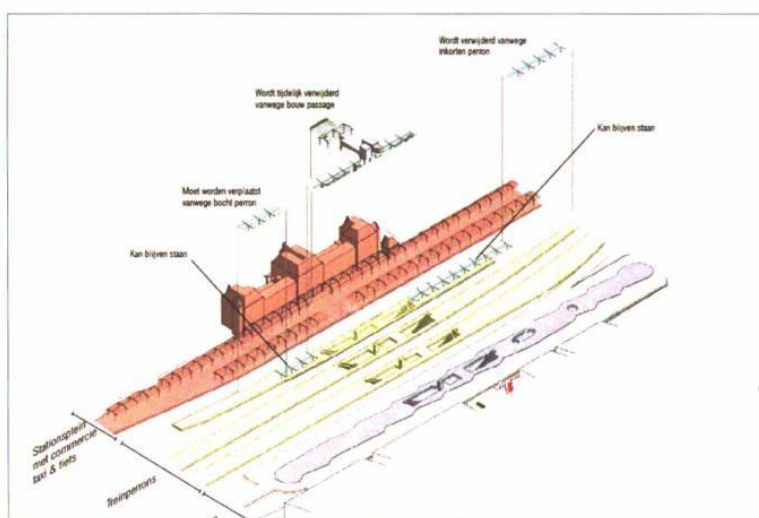 Wordt verwijderd vanwege
inkorten perron
Wordt tijdelijk verwijderd
vanwege bouw passage
Kan blijven staan
Moet worden verplaatst
vanwege bocht perron
Kan blijven staan
Stationsplein
met commercie
taxi & fiets
Treinperrons